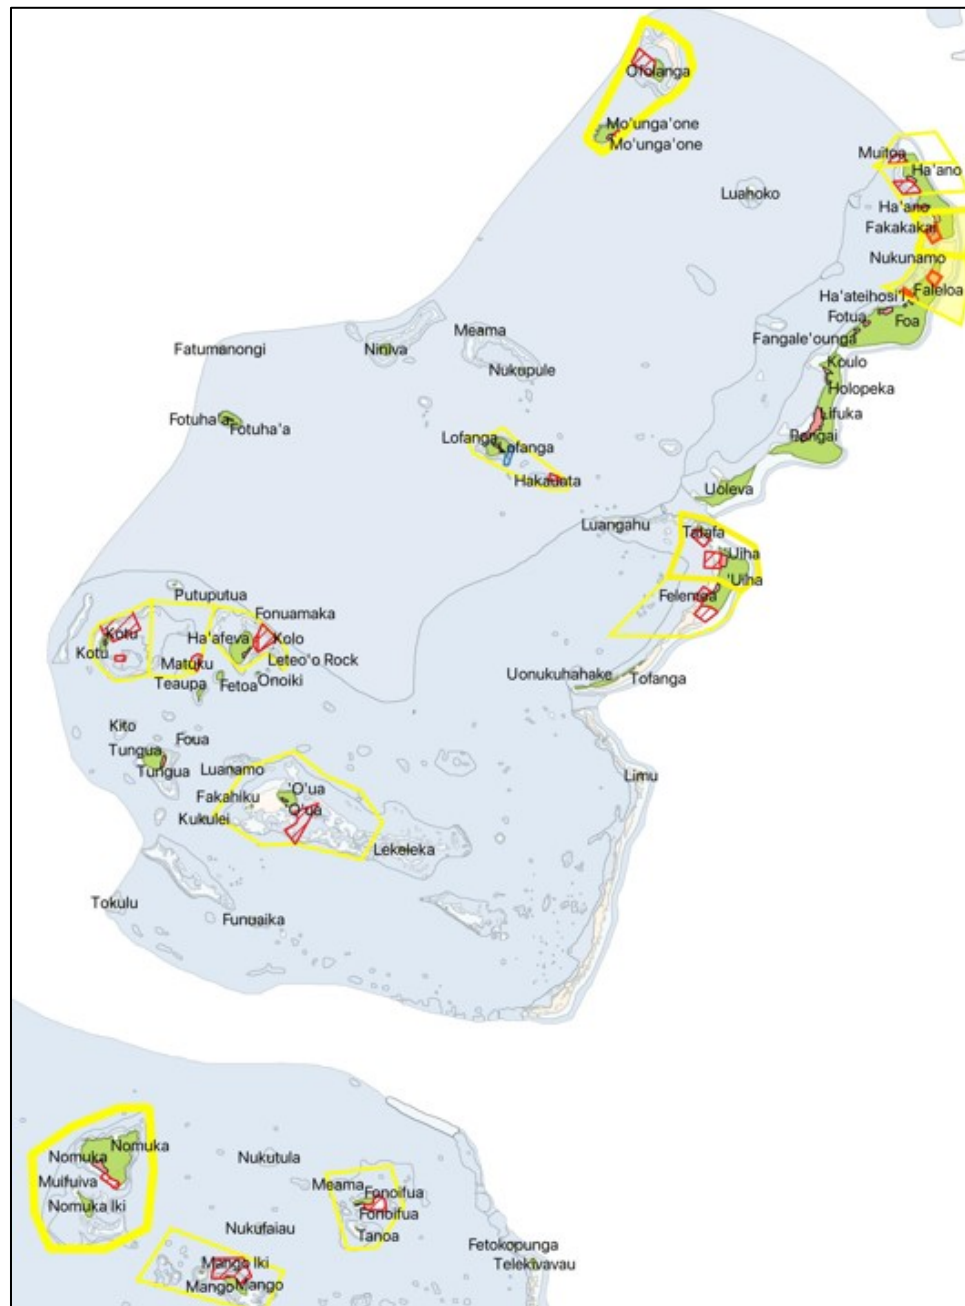 Ofolanga
Mo'unga'one
Mo'unga'one
Muitoa
Ha'ano
Luahoko
Ha'ano
Fakakakai
Nukunamo
Faleloa
Ha'ateihosi'i
Fotua
Foa
Fangale'ounga
Meama
Fatumanongi
Niniva
Nukupule
Koulo
Holopeka
Fotuha'a
Fotuha'a
Lifuka
Pangai
Lofanga
Lofanga
Hakauata
Uoleva
Luangahu
Tatafa
'Uiha
'Uiha
Felemea
Putuputua
Fonuamaka
Kotu
Ha'afeva
Kolo
Kotu
Matuku
Leteo'o Rock
Teaupa
Fetoa
Onoiki
Uonukuhahake
Tofanga
Kito
Foua
Tungua
Tungua
Luanamo
Limu
'O'ua
Fakahiku
'O'ua
Kukulei
Lekeleka
Tokulu
Funuaika
Nomuka
Nomuka
Nukutula
Muifuiva
Meama
Fonoifua
Nomuka Iki
Fonoifua
Nukufaiau
Tanoa
Fetokopunga
Mango Iki
Telekivavau
Mango
Mango